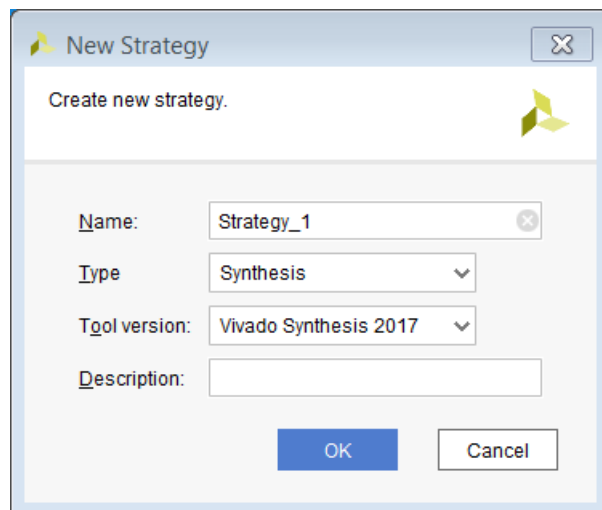 New Strategy
Create new strategy.
Name: Strategy_1
Type Synthesis
Tool version: Vivado Synthesis 2017
Description:
OK Cancel